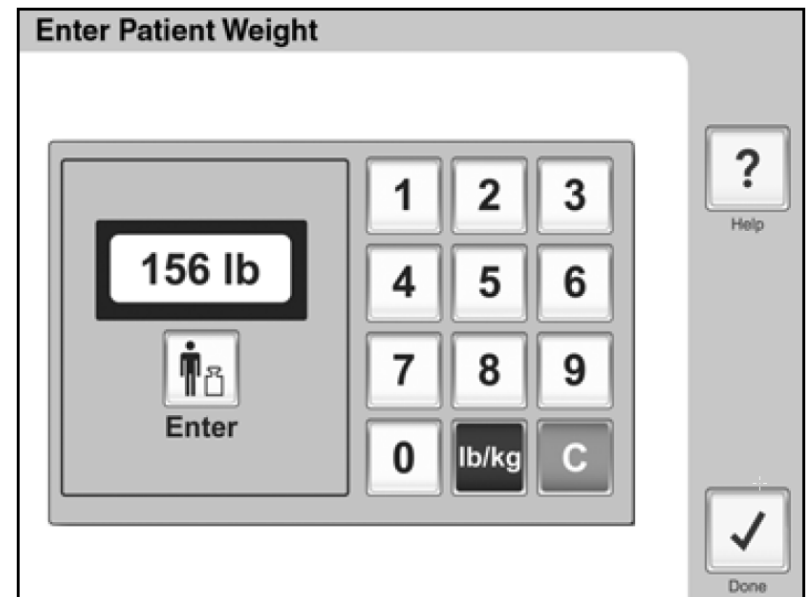 Enter Patient Weight
156 lb
Enter
1 2 3
4 5 6
7 8 9
0 lb/kg C
?
Help
Done